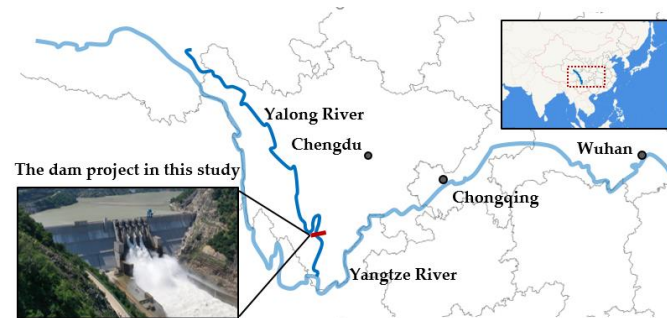 Yalong River
Chengdu
Wuhan
The dam project in this study
Chongqing
Yangtze River